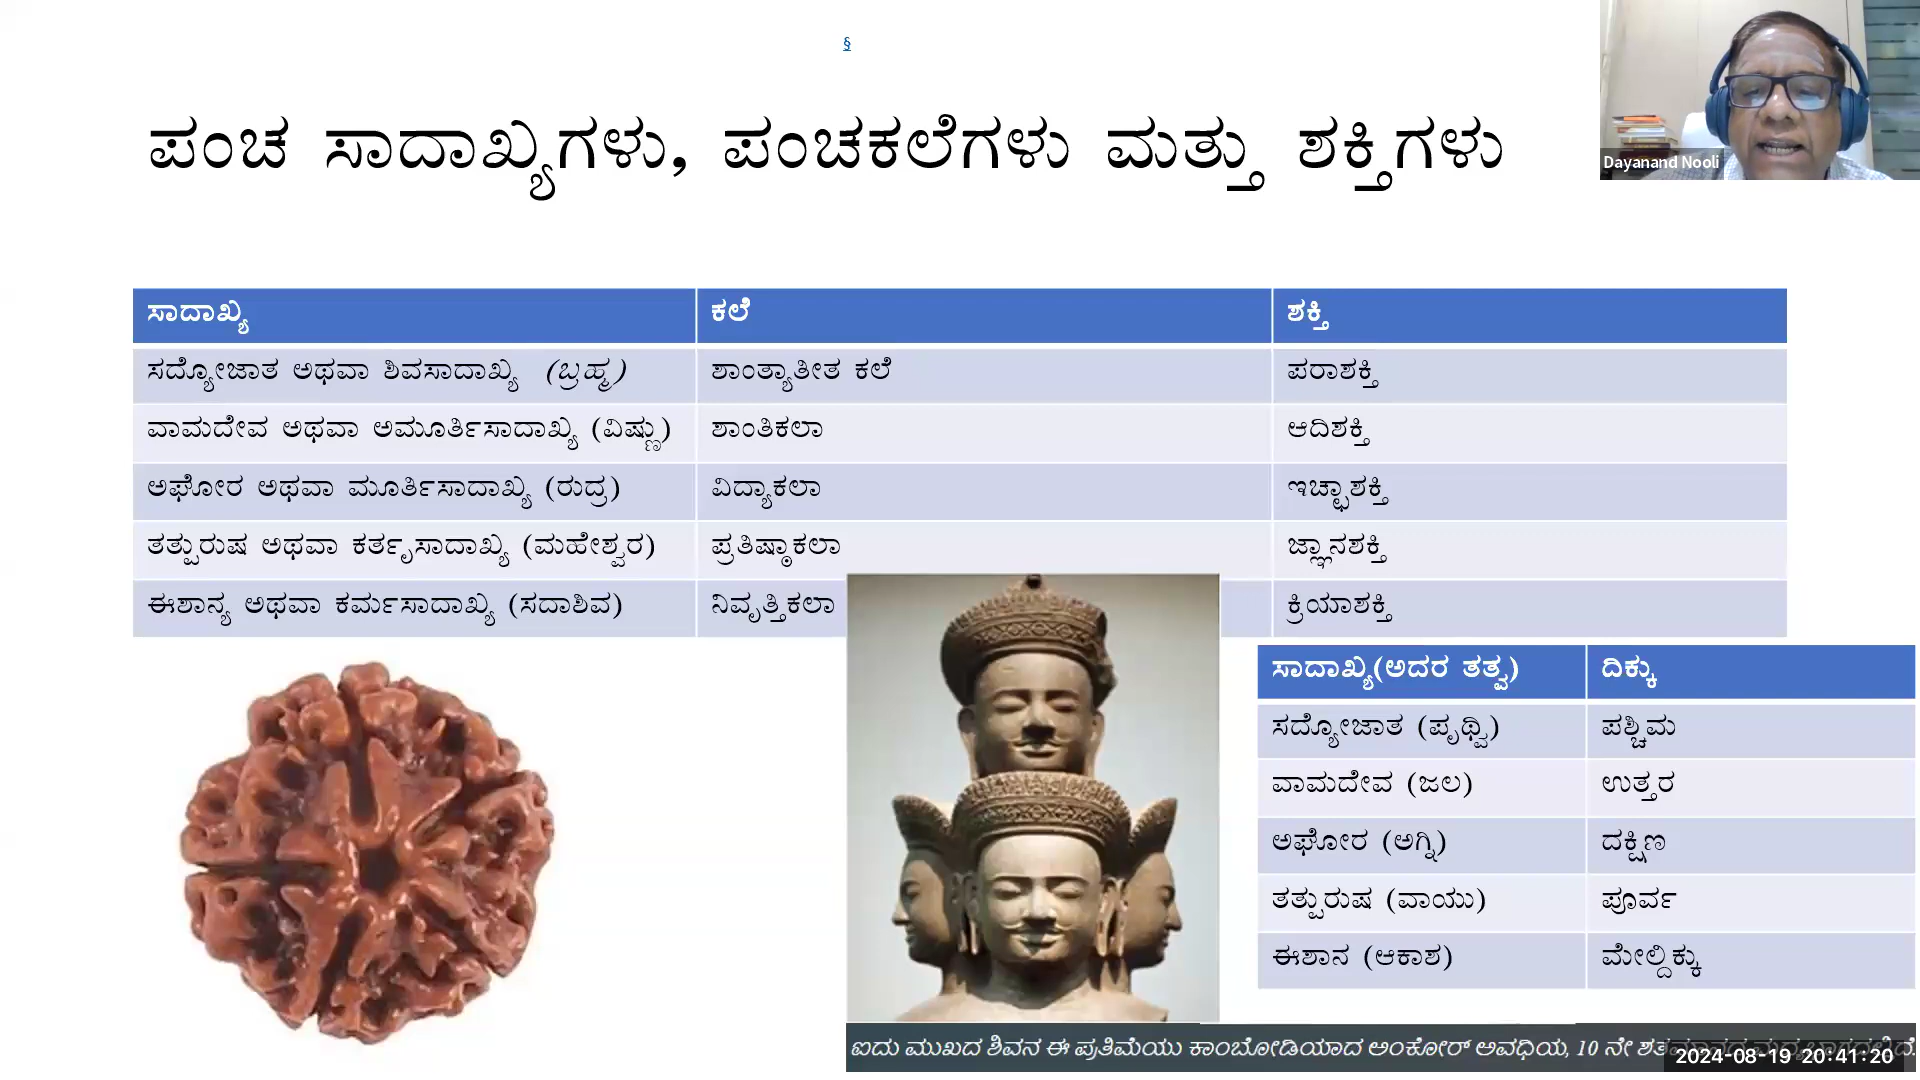 §
ಪಂಚ ಸಾದಾಖ್ಯಗಳು, ಪಂಚಕಲೆಗಳು ಮತ್ತು ಶಕ್ತಿಗಳು
Dayanand Nooli
ಸಾದಾಖ್ಯ ಕಲೆ ಶಕ್ತಿ
ಸದ್ಯೋಜಾತ ಅಥವಾ ಶಿವಸಾದಾಖ್ಯ (ಬ್ರಹ್ಮ) ಶಾಂತ್ಯಾತೀತ ಕಲೆ ಪರಾಶಕ್ತಿ
ವಾಮದೇವ ಅಥವಾ ಅಮೂರ್ತಿಸಾದಾಖ್ಯ (ವಿಷ್ಣು) ಶಾಂತಿಕಲಾ ಆದಿಶಕ್ತಿ
ಅಘೋರ ಅಥವಾ ಮೂರ್ತಿಸಾದಾಖ್ಯ (ರುದ್ರ) ವಿದ್ಯಾಕಲಾ ಇಚ್ಛಾಶಕ್ತಿ
ತತ್ಪುರುಷ ಅಥವಾ ಕರ್ತೃಸಾದಾಖ್ಯ (ಮಹೇಶ್ವರ) ಪ್ರತಿಷ್ಠಾಕಲಾ ಜ್ಞಾನಶಕ್ತಿ
ಈಶಾನ್ಯ ಅಥವಾ ಕರ್ಮಸಾದಾಖ್ಯ (ಸದಾಶಿವ) ನಿವೃತ್ತಿಕಲಾ ಕ್ರಿಯಾಶಕ್ತಿ
ಸಾದಾಖ್ಯ(ಅದರ ತತ್ವ) ದಿಕ್ಕು
ಸದ್ಯೋಜಾತ (ಪೃಥ್ವಿ) ಪಶ್ಚಿಮ
ವಾಮದೇವ (ಜಲ) ಉತ್ತರ
ಅಘೋರ (ಅಗ್ನಿ) ದಕ್ಷಿಣ
ತತ್ಪುರುಷ (ವಾಯು) ಪೂರ್ವ
ಈಶಾನ (ಆಕಾಶ) ಮೇಲ್ದಿಕ್ಕು
ಐದು ಮುಖದ ಶಿವನ ಈ ಪ್ರತಿಮೆಯು ಕಾಂಬೋಡಿಯಾದ ಅಂಕೋರ್ ಅವಧಿಯ, 10 ನೇ
2024-08-19 20:41:20